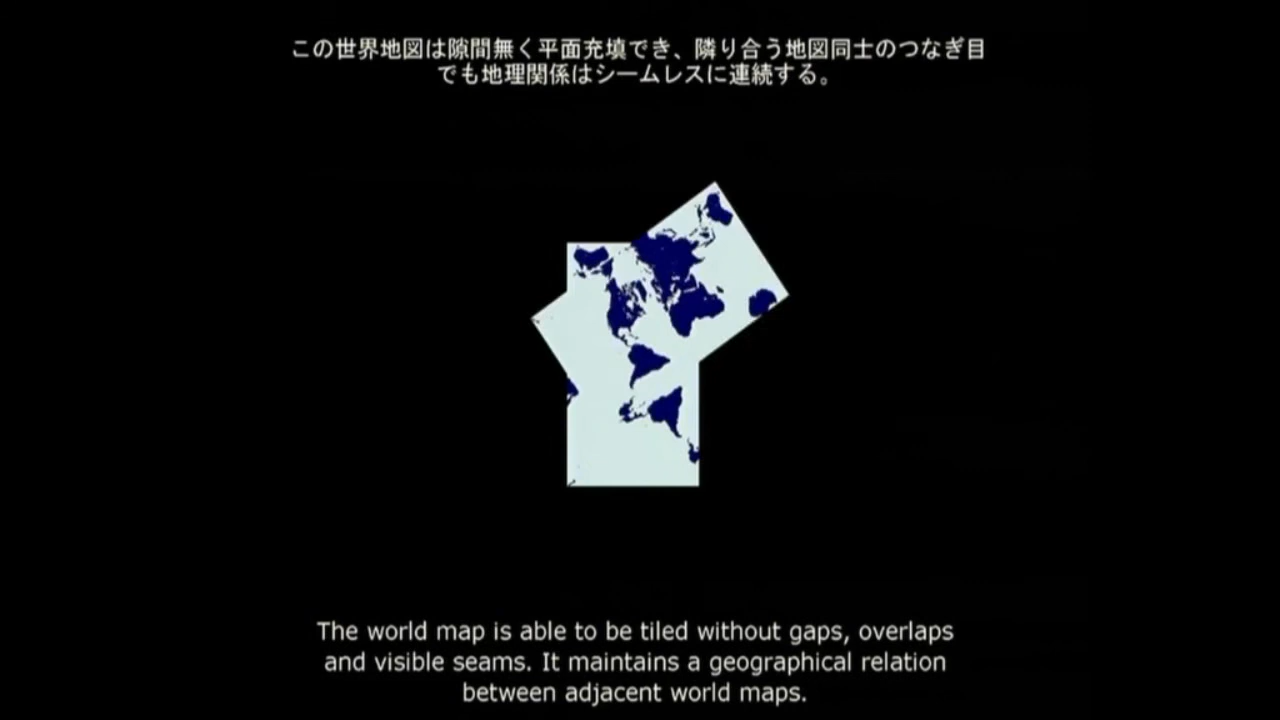 この世界地図は隙間無く平面充填でき、隣り合う地図同士のつなぎ目
でも地理関係はシームレスに連続する。
The world map is able to be tiled without gaps, overlaps
and visible seams. It maintains a geographical relation
between adjacent world maps.